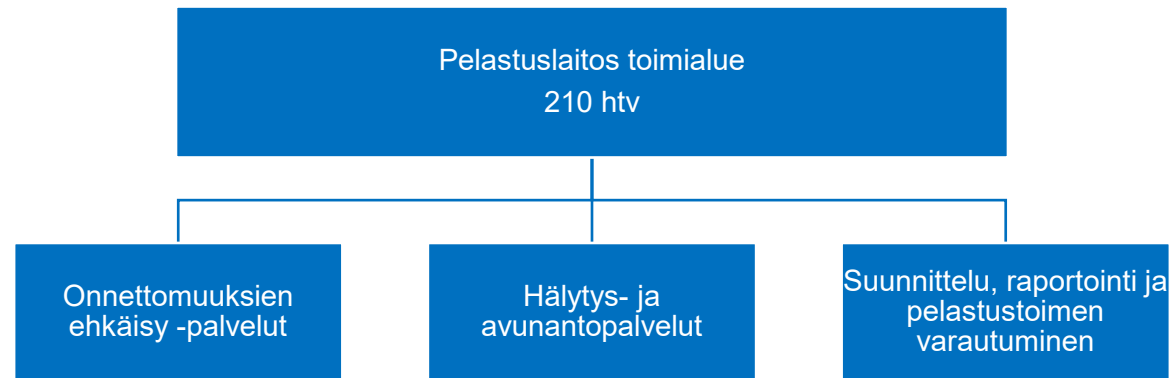 Pelastuslaitos toimialue
210 htv
Onnettomuuksien
ehkäisy -palvelut
Hälytys- ja
avunantopalvelut
Suunnittelu, raportointi ja
pelastustoimen
varautuminen